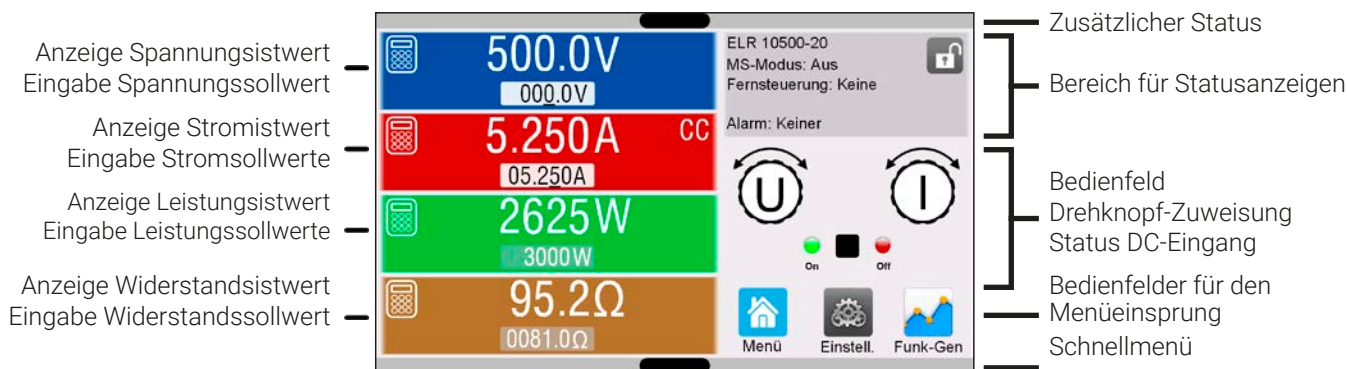 Anzeige Spannungsistwert
Eingabe Spannungssollwert
Anzeige Stromistwert
Eingabe Stromsollwerte
Anzeige Leistungsistwert
Eingabe Leistungssollwerte
Anzeige Widerstandsistwert
Eingabe Widerstandssollwert
500.0V
000.0V
5.250A CC
05.250A
2625W
3000W
95.2Ω
0081.0Ω
ELR 10500-20
MS-Modus: Aus
Fernsteuerung: Keine
Alarm: Keiner
U I
On Off
Menü Einstell. Funk-Gen
Zusätzlicher Status
Bereich für Statusanzeigen
Bedienfeld
Drehknopf-Zuweisung
Status DC-Eingang
Bedienfelder für den
Menüeinsprung
Schnellmenü